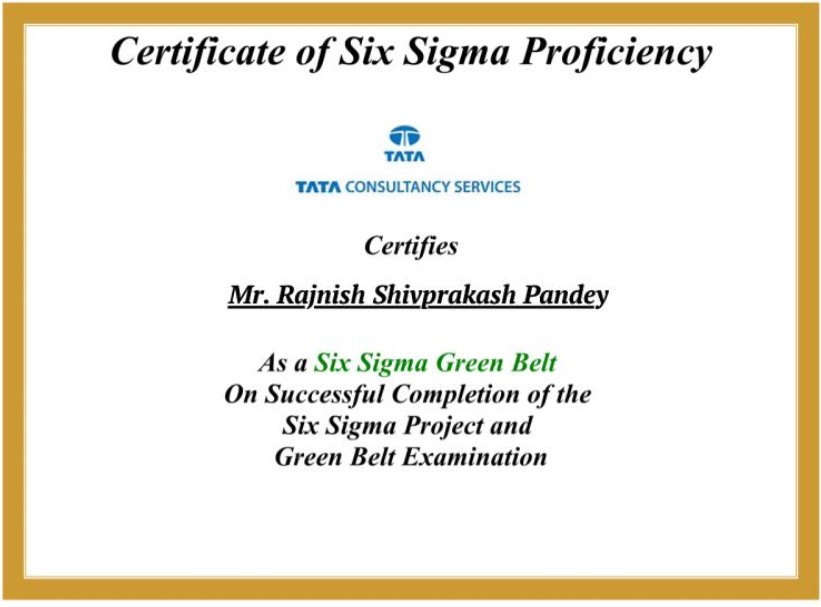 Certificate of Six Sigma Proficiency
TATA
TATA CONSULTANCY SERVICES
Certifies
Mr. Rajnish Shivprakash Pandey
As a Six Sigma Green Belt
On Successful Completion of the
Six Sigma Project and
Green Belt Examination